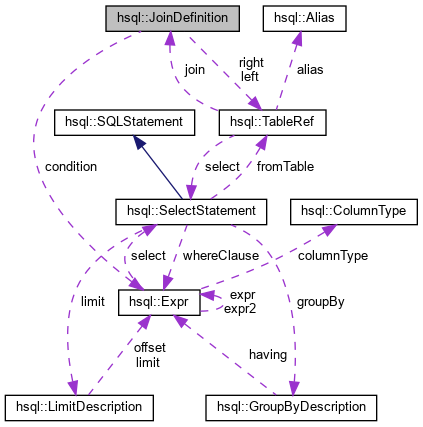 hsql::JoinDefinition
hsql::Alias
right
left
join
alias
hsql::SQLStatement
hsql::TableRef
condition
select
fromTable
hsql::SelectStatement
hsql::ColumnType
select
whereClause
columnType
limit
hsql::Expr
expr
expr2
groupBy
offset
limit
having
hsql::LimitDescription
hsql::GroupByDescription